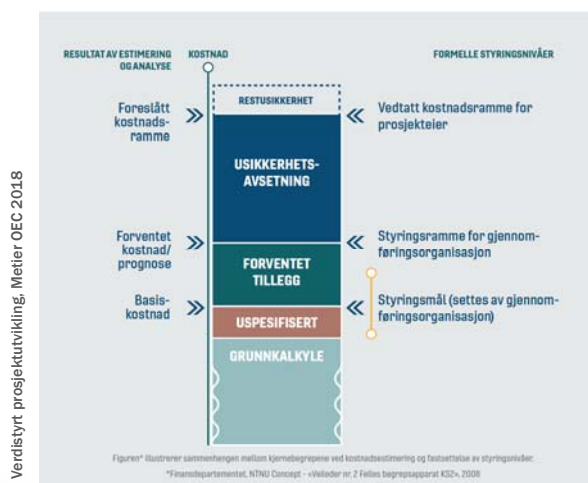 Verdistyrt prosjektutvikling, Metier OEC 2018
RESULTAT AV ESTIMERING
OG ANALYSE
KOSTNAD
FORMELLE STYRINGSNIVÅER
RESTUSIKKERHET
Foreslått
kostnads-
ramme
Vedtatt kostnadsramme for
prosjekteier
USIKKERHETS-
AVSETNING
Forventet
kostnad/
prognose
Styringsramme for gjennom-
føringsorganisasjon
FORVENTET
TILLEGG
Basis-
kostnad
Styringsmål (settes av gjennom-
føringsorganisasjon)
USPESIFISERT
GRUNNKALKYLE
Figuren* illustrerer sammenhengen mellom kjernebegrepene ved kostnadsestimering og fastsettelse av styringsnivåer.
*Finansdepartementet, NTNU Concept - «Veileder nr. 2 Felles begrepsapparat KS2», 2008